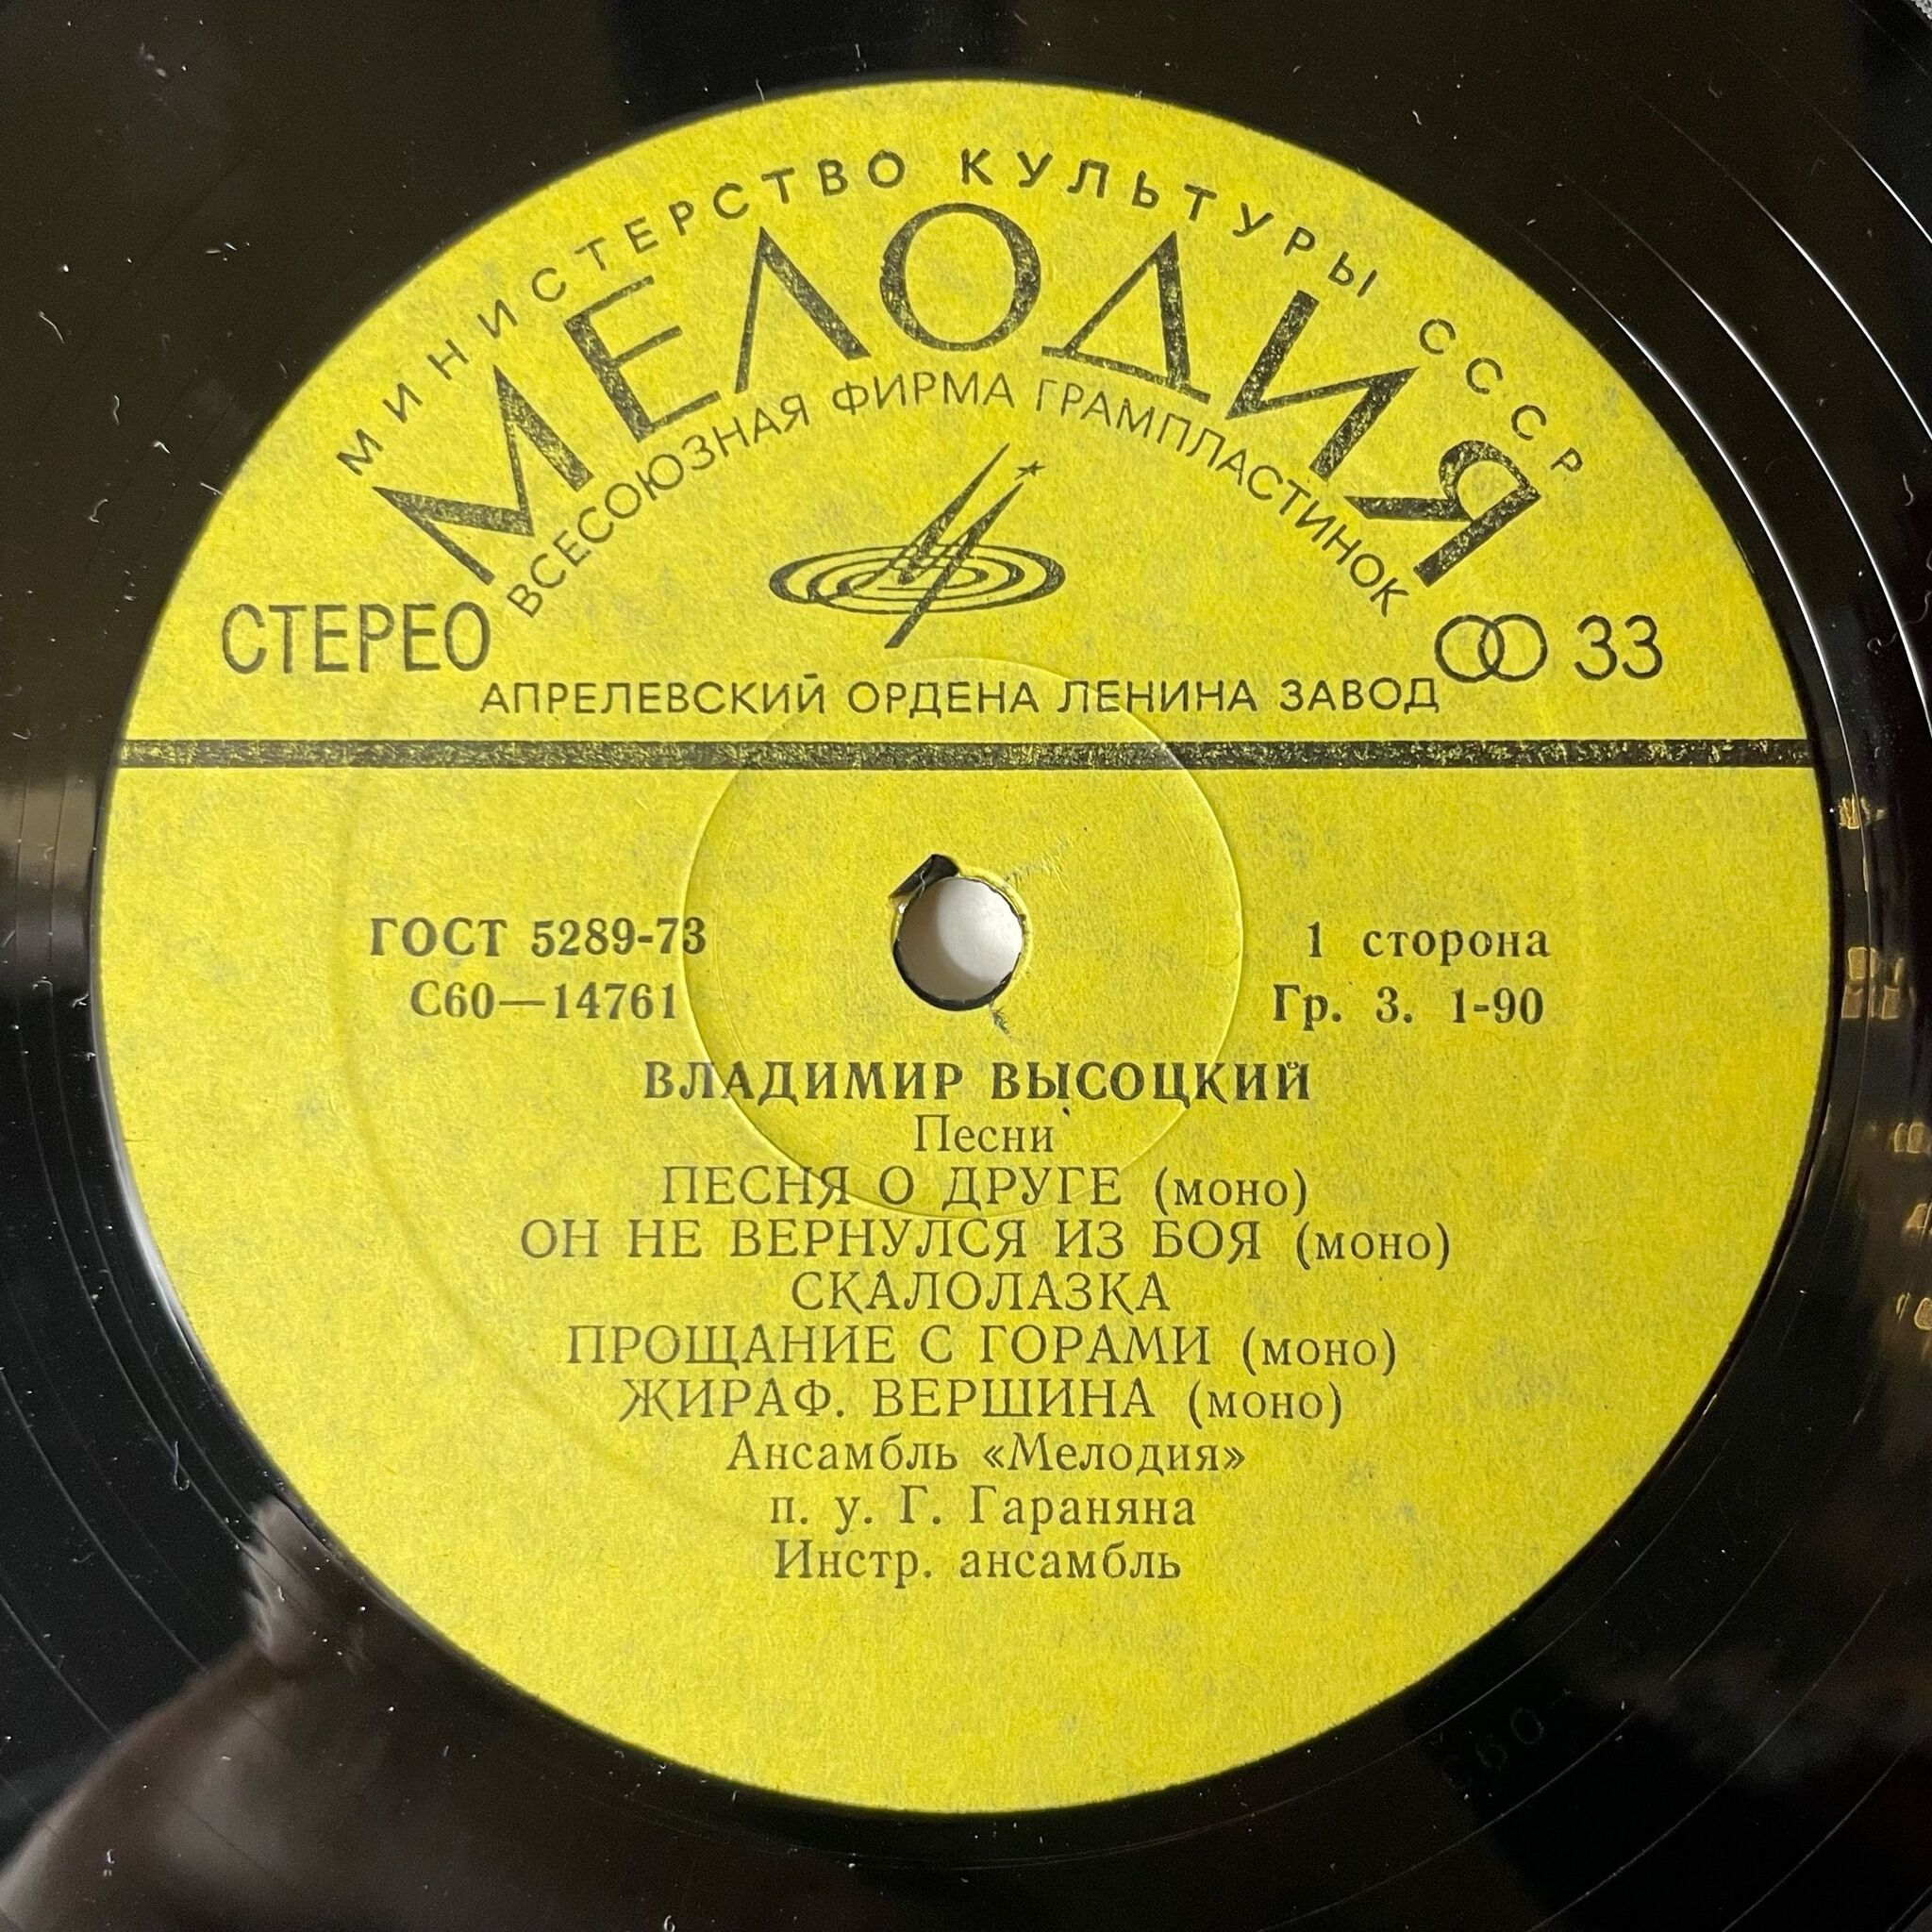 МИНИСТЕРСТВО КУЛЬТУРЫ СССР
МЕЛОДИЯ
ВСЕСОЮЗНАЯ ФИРМА ГРАМПЛАСТИНОК
СТЕРЕО
33
АПРЕЛЕВСКИЙ ОРДЕНА ЛЕНИНА ЗАВОД
ГОСТ 5289-73
С60—14761
1 сторона
Гр. 3. 1-90
ВЛАДИМИР ВЫСОЦКИЙ
Песни
ПЕСНЯ О ДРУГЕ (моно)
ОН НЕ ВЕРНУЛСЯ ИЗ БОЯ (моно)
СКАЛОЛАЗКА
ПРОЩАНИЕ С ГОРАМИ (моно)
ЖИРАФ. ВЕРШИНА (моно)
Ансамбль «Мелодия»
п. у. Г. Гараняна
Инстр. ансамбль